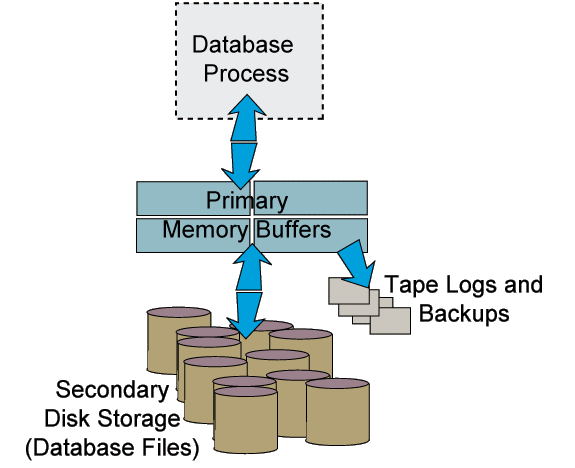 Database
Process
Primary
Memory Buffers
Tape Logs and
Backups
Secondary
Disk Storage
(Database Files)